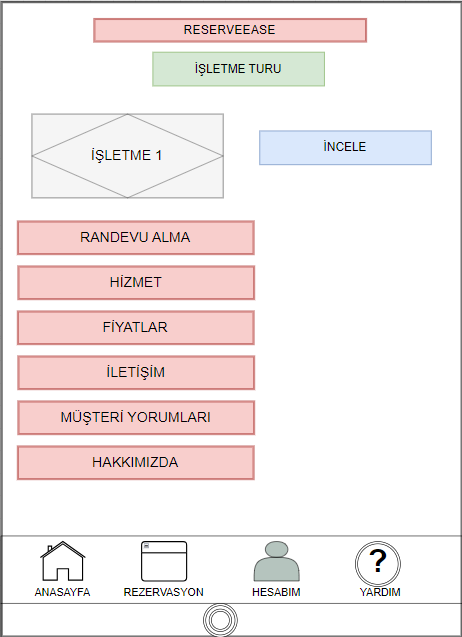 RESERVEEASE
İŞLETME TURU
İŞLETME 1
İNCELE
RANDEVU ALMA
HİZMET
FİYATLAR
İLETİŞİM
MÜŞTERİ YORUMLARI
HAKKIMIZDA
?
ANASAYFA
REZERVASYON
HESABIM
YARDIM